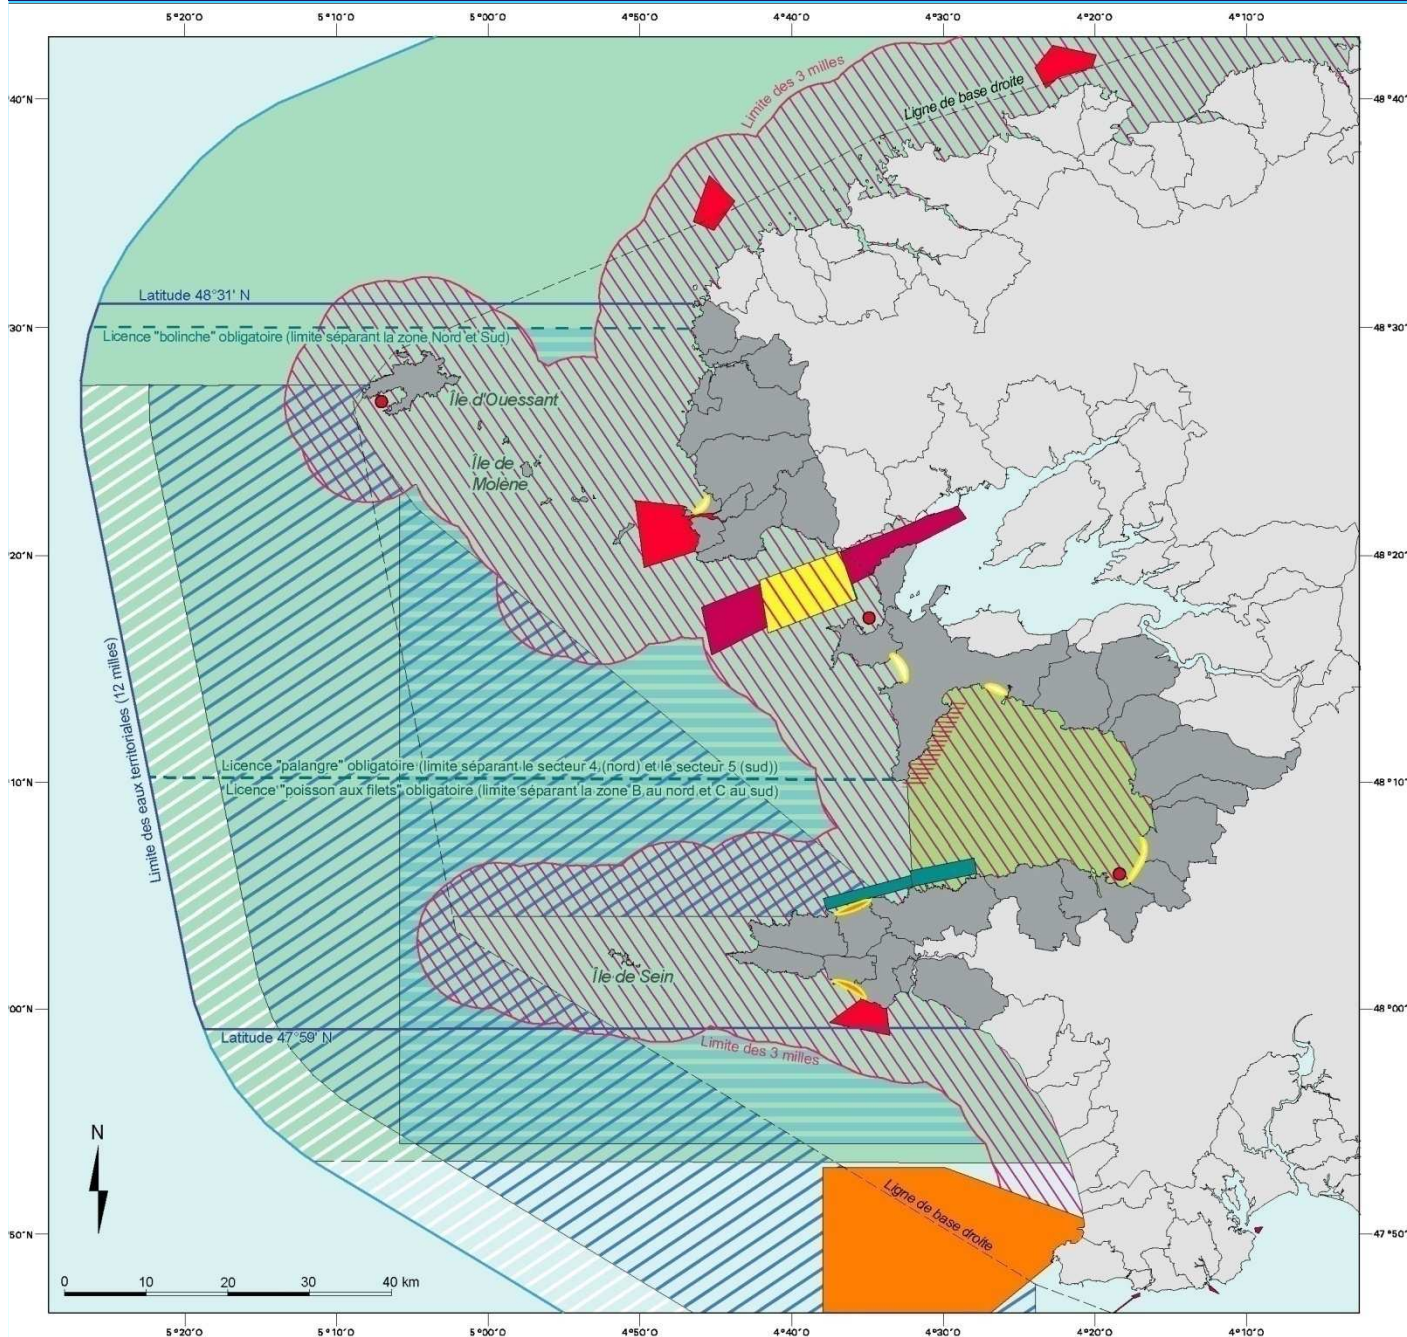 5°20'O 5°10'O 5°00'O 4°50'O 4°40'O 4°30'O 4°20'O 4°10'O
Limite des 3 milles
Ligne de base droite
40'N
48°40'N
Latitude 48°31' N
30'N
48°30'N
Licence "bolinche" obligatoire (limite séparant la zone Nord et Sud)
Île d'Ouessant
Île de
Molène
20'N
48°20'N
Limite des eaux territoriales (12 milles)
Licence "palangre" obligatoire (limite séparant le secteur 4 (nord) et le secteur 5 (sud))
10'N
48°10'N
Licence "poisson aux filets" obligatoire (limite séparant la zone B au nord et C au sud)
Île de Sein
00'N
48°00'N
Latitude 47°59' N
Limite des 3 milles
N
Ligne de base droite
50'N
47°50'N
0 10 20 30 40 km
5°20'O 5°10'O 5°00'O 4°50'O 4°40'O 4°30'O 4°20'O 4°10'O